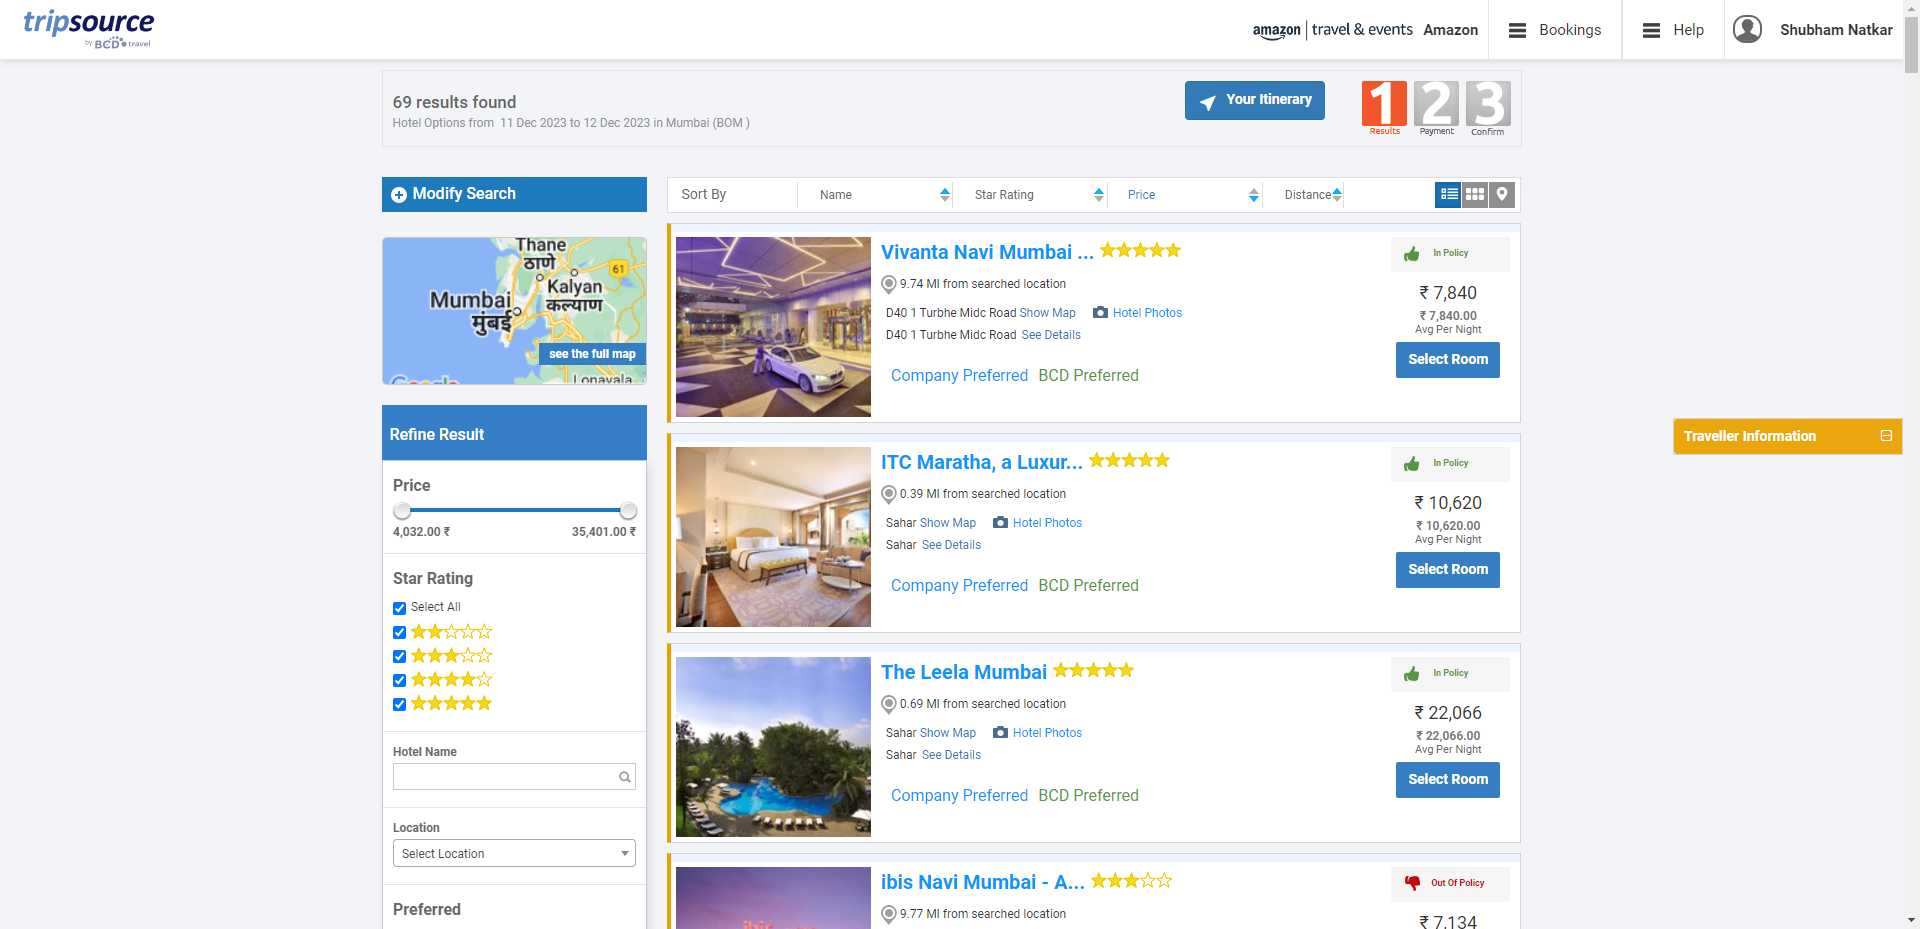 tripsource
by BCD travel
amazon travel & events Amazon
Bookings
Help
Shubham Natkar
69 results found
Hotel Options from 11 Dec 2023 to 12 Dec 2023 in Mumbai (BOM )
Your Itinerary
1 2 3
Results Payment Confirm
Modify Search
Thane
ठाणे
61
Kalyan
कल्याण
Mumbai
मुंबई
see the full map
Google
Lonavala
Refine Result
Price
4,032.00 ₹ 35,401.00 ₹
Star Rating
Select All
Hotel Name
Location
Select Location
Preferred
Sort By Name Star Rating Price Distance
Vivanta Navi Mumbai ...
9.74 MI from searched location
D40 1 Turbhe Midc Road Show Map Hotel Photos
D40 1 Turbhe Midc Road See Details
Company Preferred BCD Preferred
In Policy
₹ 7,840
₹ 7,840.00
Avg Per Night
Select Room
ITC Maratha, a Luxur...
0.39 MI from searched location
Sahar Show Map Hotel Photos
Sahar See Details
Company Preferred BCD Preferred
In Policy
₹ 10,620
₹ 10,620.00
Avg Per Night
Select Room
The Leela Mumbai
0.69 MI from searched location
Sahar Show Map Hotel Photos
Sahar See Details
Company Preferred BCD Preferred
In Policy
₹ 22,066
₹ 22,066.00
Avg Per Night
Select Room
ibis
ibis Navi Mumbai - A...
9.77 MI from searched location
Out Of Policy
₹ 7,134
Traveller Information